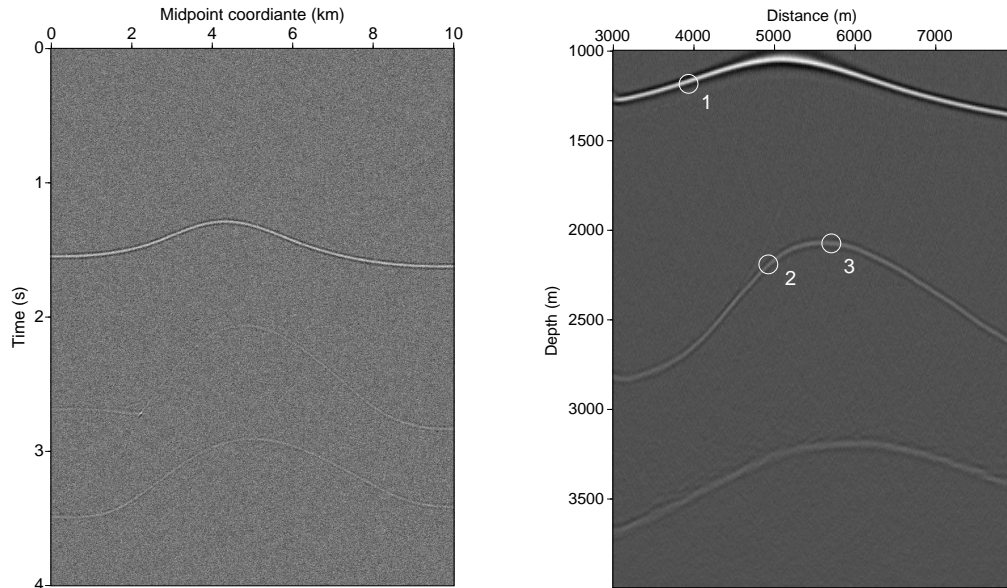 Midpoint coordiante (km)
0 2 4 6 8 10
Time (s)
0
1
2
3
4
Distance (m)
3000 4000 5000 6000 7000
Depth (m)
1000
1500
2000
2500
3000
3500
1
2
3